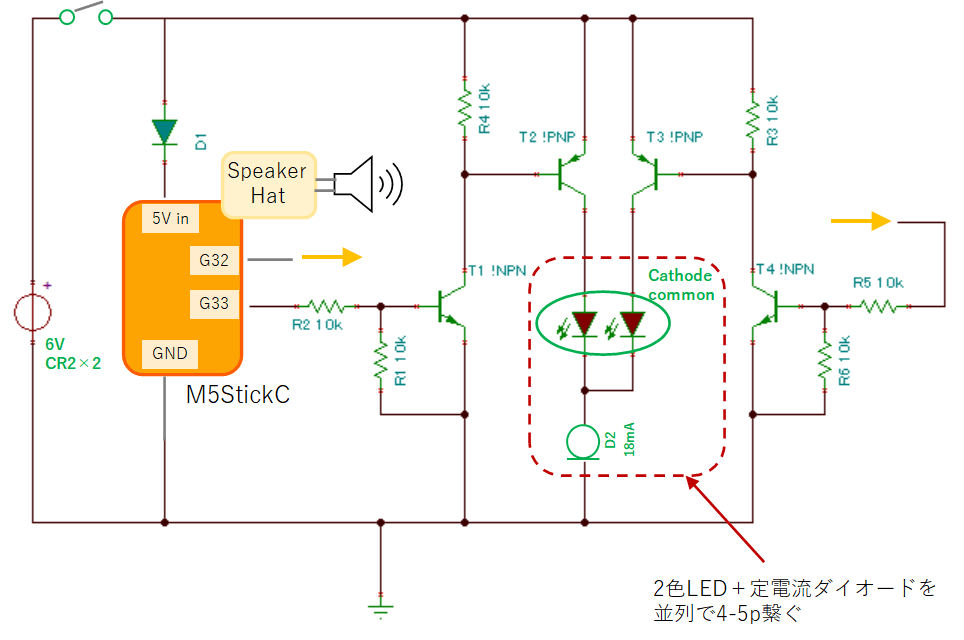 R4 10k
T2 !PNP
T3 !PNP
R3 10k
D1
Speaker
Hat
5V in
G32
G33
GND
M5StickC
+
6V
CR2×2
R2 10k
R1 10k
T1 !NPN
Cathode
common
D2
18mA
T4 !NPN
R5 10k
R6 10k
2色LED＋定電流ダイオードを
並列で4-5p繋ぐ